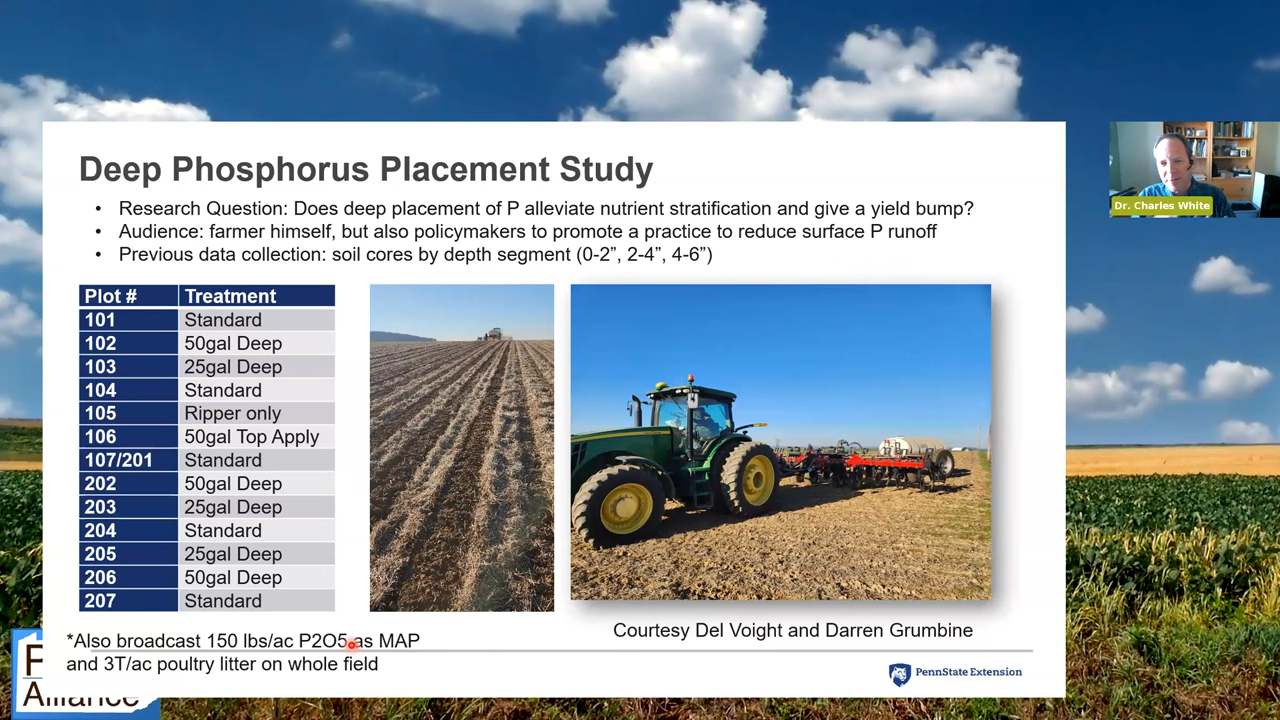 Deep Phosphorus Placement Study
• Research Question: Does deep placement of P alleviate nutrient stratification and give a yield bump?
• Audience: farmer himself, but also policymakers to promote a practice to reduce surface P runoff
• Previous data collection: soil cores by depth segment (0-2”, 2-4”, 4-6”)
Plot # Treatment
101 Standard
102 50gal Deep
103 25gal Deep
104 Standard
105 Ripper only
106 50gal Top Apply
107/201 Standard
202 50gal Deep
203 25gal Deep
204 Standard
205 25gal Deep
206 50gal Deep
207 Standard
*Also broadcast 150 lbs/ac P2O5 as MAP
and 3T/ac poultry litter on whole field
Courtesy Del Voight and Darren Grumbine
PennState Extension
Dr. Charles White
Alliance